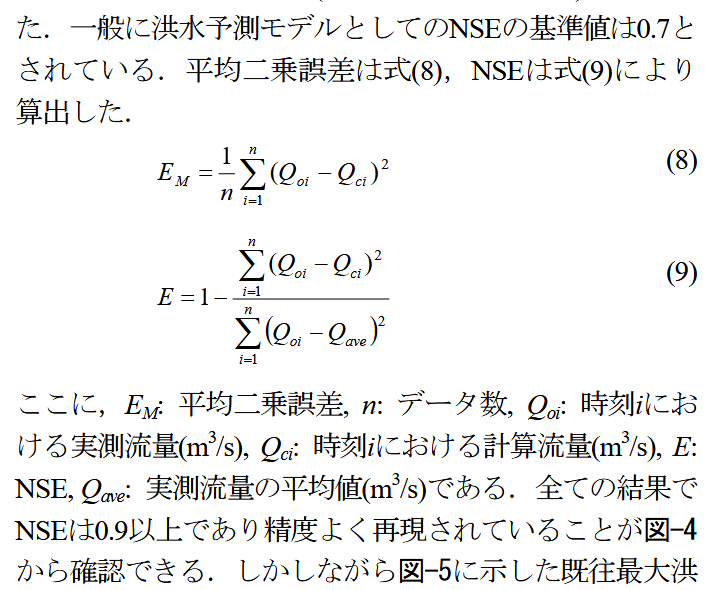 た．一般に洪水予測モデルとしてのNSEの基準値は0.7と
されている．平均二乗誤差は式(8)，NSEは式(9)により
算出した．
E_M = \frac{1}{n} \sum_{i=1}^{n} (Q_{oi} - Q_{ci})^2 (8)
E = 1 - \frac{\sum_{i=1}^{n} (Q_{oi} - Q_{ci})^2}{\sum_{i=1}^{n} (Q_{oi} - Q_{ave})^2} (9)
ここに，E_M: 平均二乗誤差, n: データ数, Q_{oi}: 時刻iにお
ける実測流量(m³/s), Q_{ci}: 時刻iにおける計算流量(m³/s), E:
NSE, Q_{ave}: 実測流量の平均値(m³/s)である．全ての結果で
NSEは0.9以上であり精度よく再現されていることが図-4
から確認できる．しかしながら図-5に示した既往最大洪